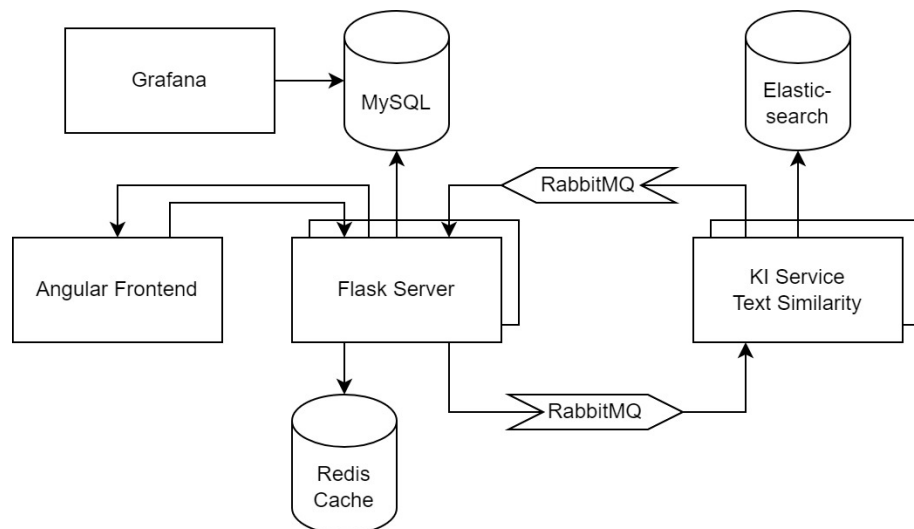 Grafana
MySQL
Elastic-
search
RabbitMQ
Angular Frontend
Flask Server
KI Service
Text Similarity
RabbitMQ
Redis
Cache